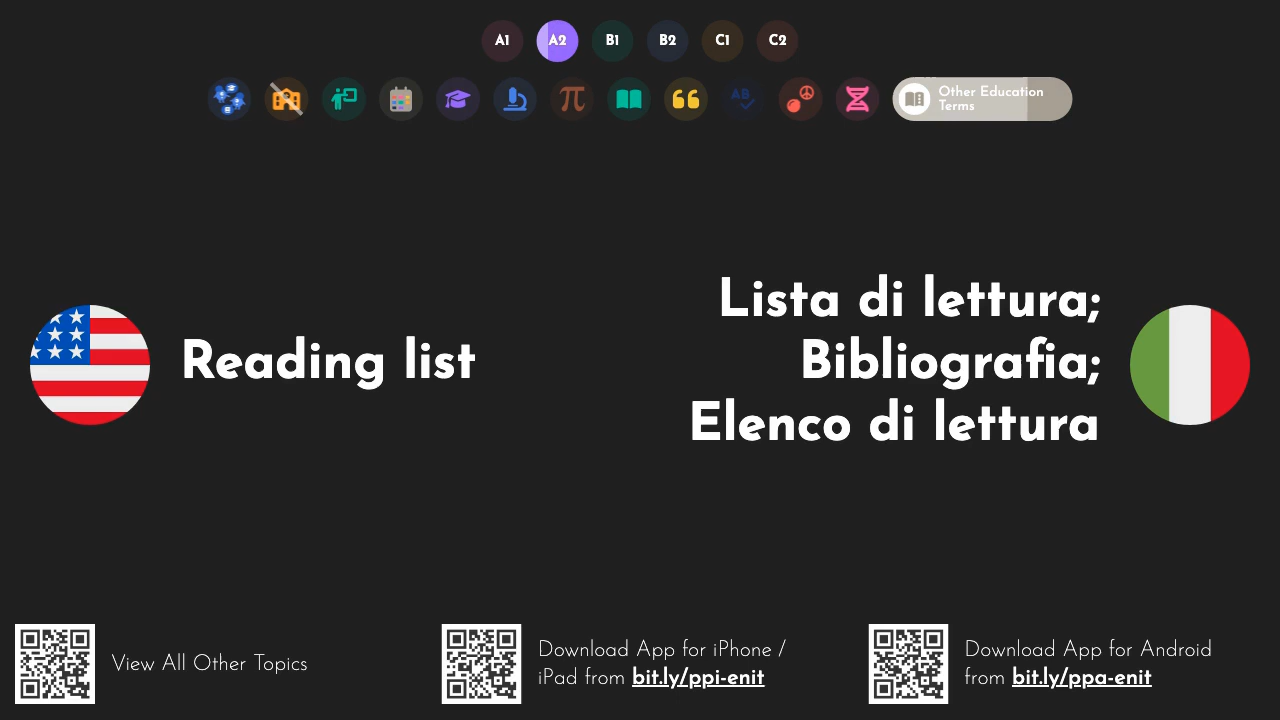 A1 A2 B1 B2 C1 C2
AB
Other Education
Terms
Reading list
Lista di lettura;
Bibliografia;
Elenco di lettura
View All Other Topics
Download App for iPhone /
iPad from bit.ly/ppi-enit
Download App for Android
from bit.ly/ppa-enit